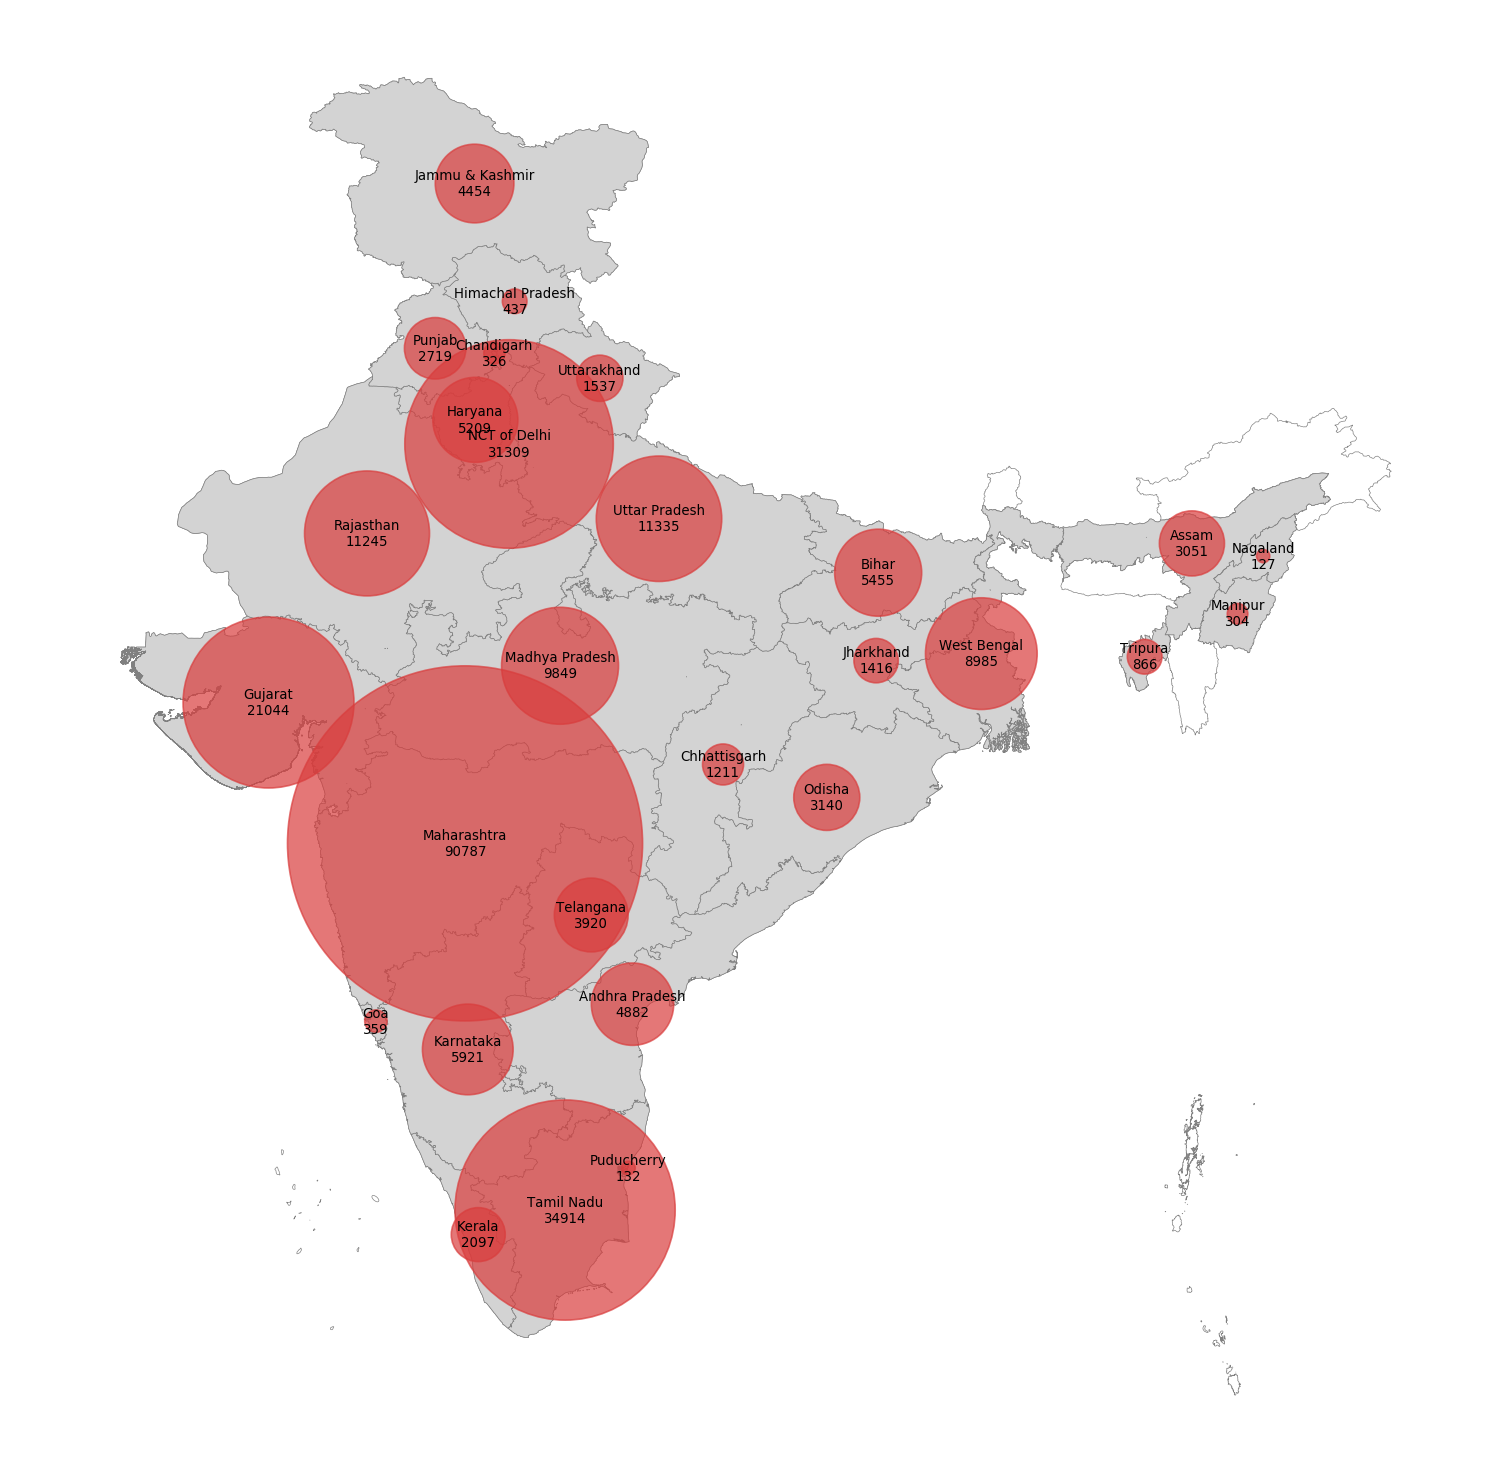 Jammu & Kashmir
4454
Himachal Pradesh
437
Punjab
2719
Chandigarh
326
Uttarakhand
1537
Haryana
5209
NCT of Delhi
31309
Uttar Pradesh
11335
Rajasthan
11245
Assam
3051
Nagaland
127
Bihar
5455
Manipur
304
West Bengal
8985
Tripura
866
Jharkhand
1416
Madhya Pradesh
9849
Gujarat
21044
Chhattisgarh
1211
Odisha
3140
Maharashtra
90787
Telangana
3920
Andhra Pradesh
4882
Goa
359
Karnataka
5921
Puducherry
132
Tamil Nadu
34914
Kerala
2097